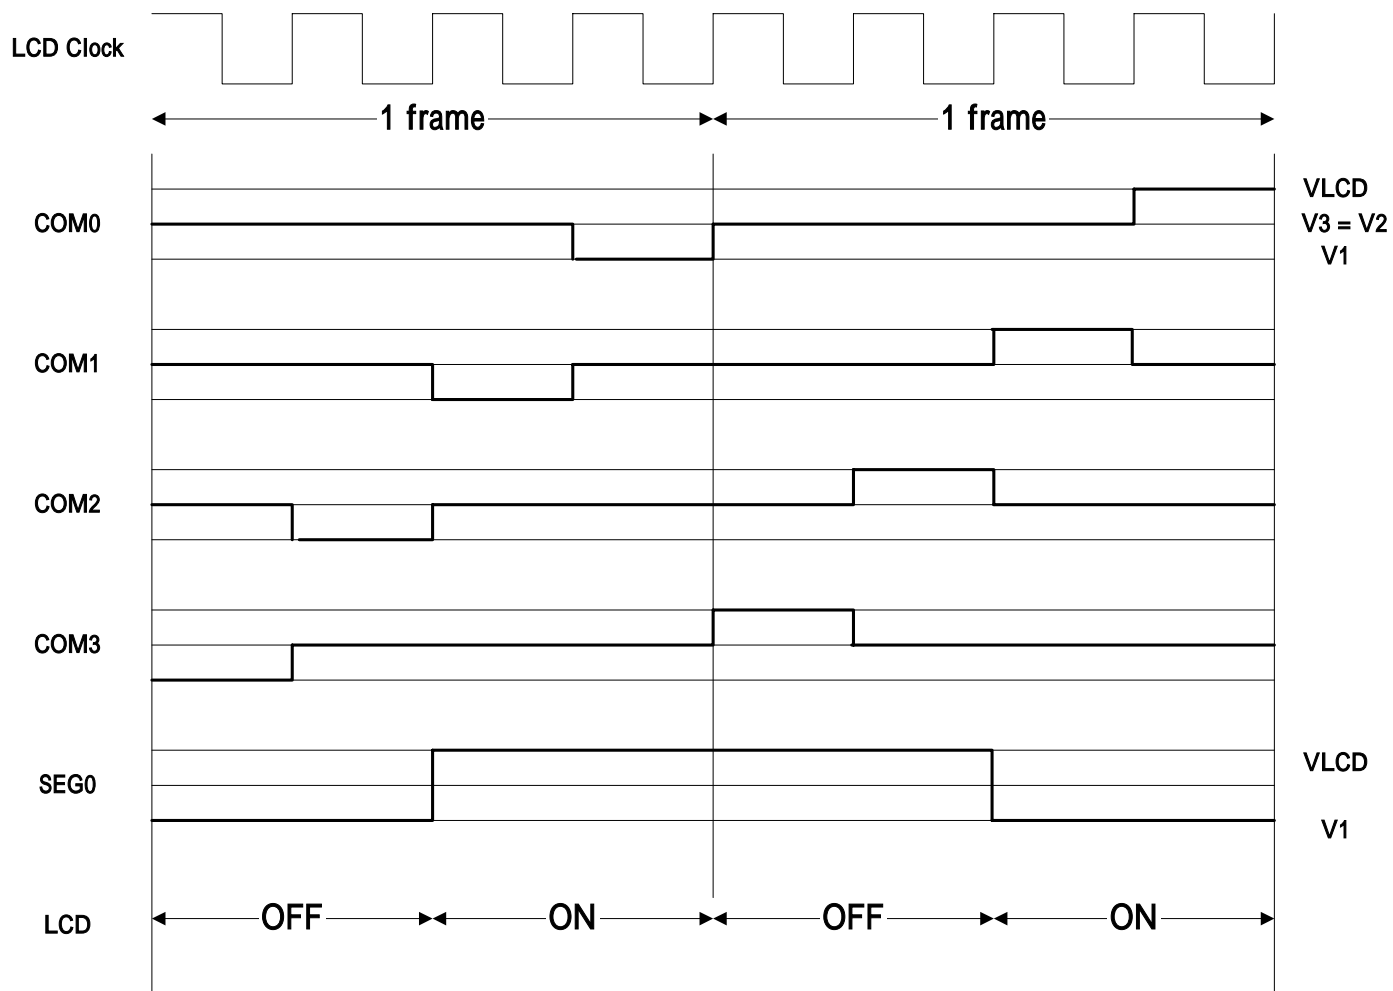 LCD Clock
1 frame 1 frame
VLCD
COM0 V3 = V2
V1
COM1
COM2
COM3
VLCD
SEG0
V1
LCD OFF ON OFF ON